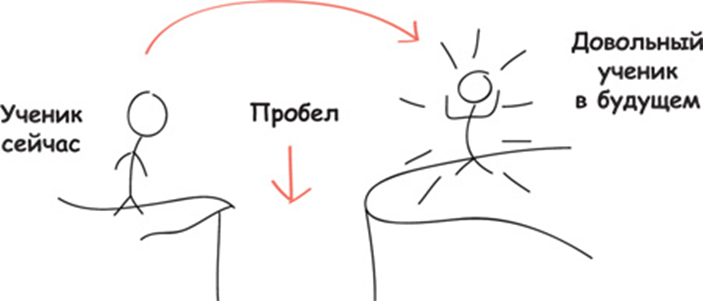 Ученик
сейчас
Пробел
Довольный
ученик
в будущем